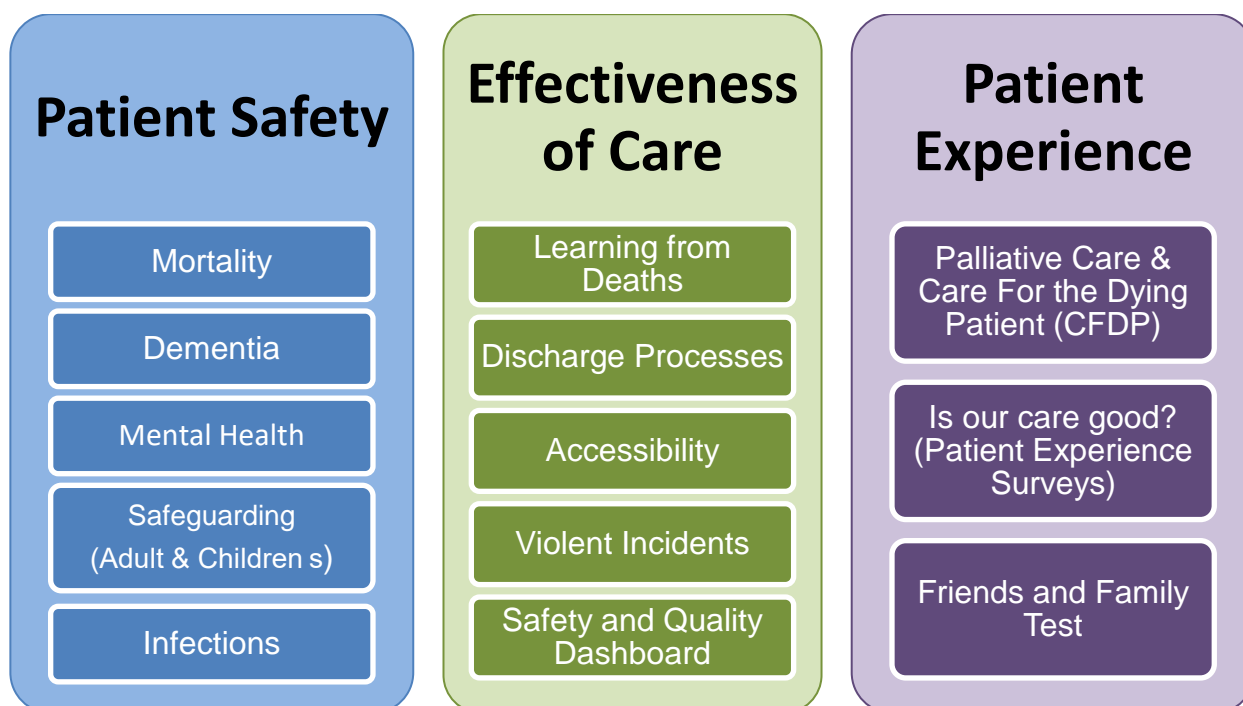 Patient Safety
Mortality
Dementia
Mental Health
Safeguarding
(Adult & Children s)
Infections
Effectiveness
of Care
Learning from
Deaths
Discharge Processes
Accessibility
Violent Incidents
Safety and Quality
Dashboard
Patient
Experience
Palliative Care &
Care For the Dying
Patient (CFDP)
Is our care good?
(Patient Experience
Surveys)
Friends and Family
Test